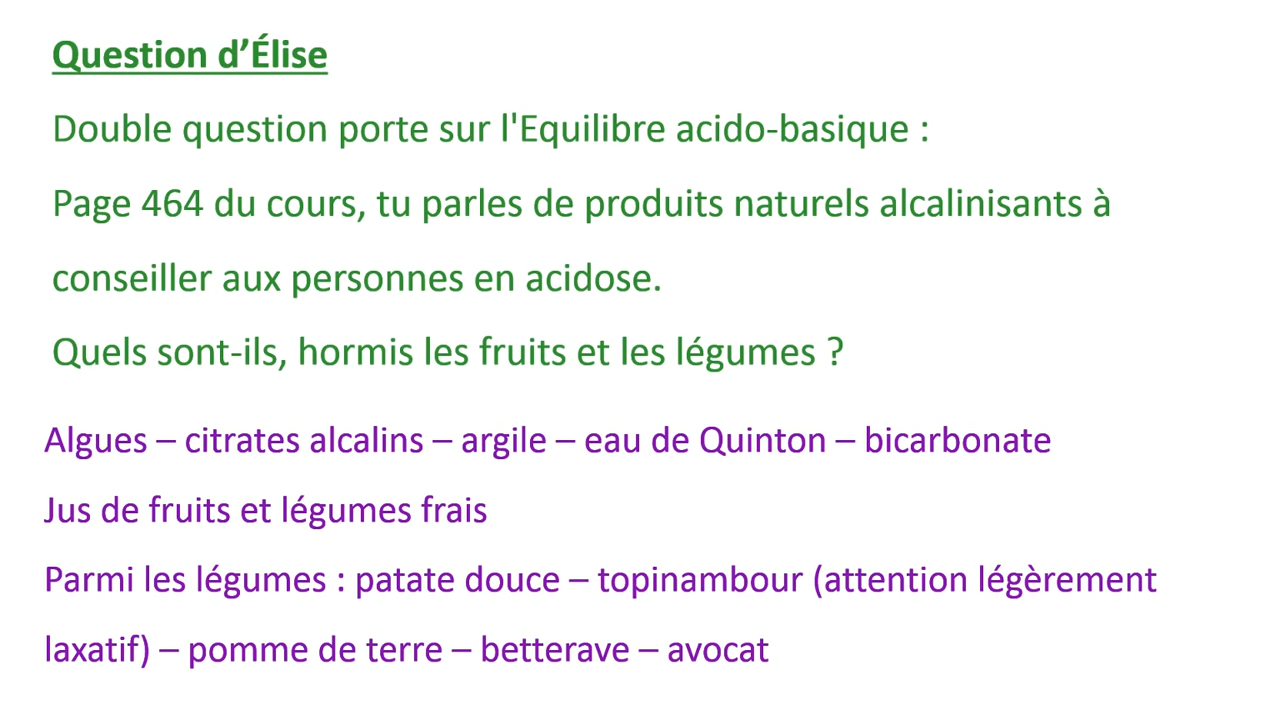 Question d’Élise
Double question porte sur l'Equilibre acido-basique :
Page 464 du cours, tu parles de produits naturels alcalinisants à
conseiller aux personnes en acidose.
Quels sont-ils, hormis les fruits et les légumes ?
Algues – citrates alcalins – argile – eau de Quinton – bicarbonate
Jus de fruits et légumes frais
Parmi les légumes : patate douce – topinambour (attention légèrement
laxatif) – pomme de terre – betterave – avocat